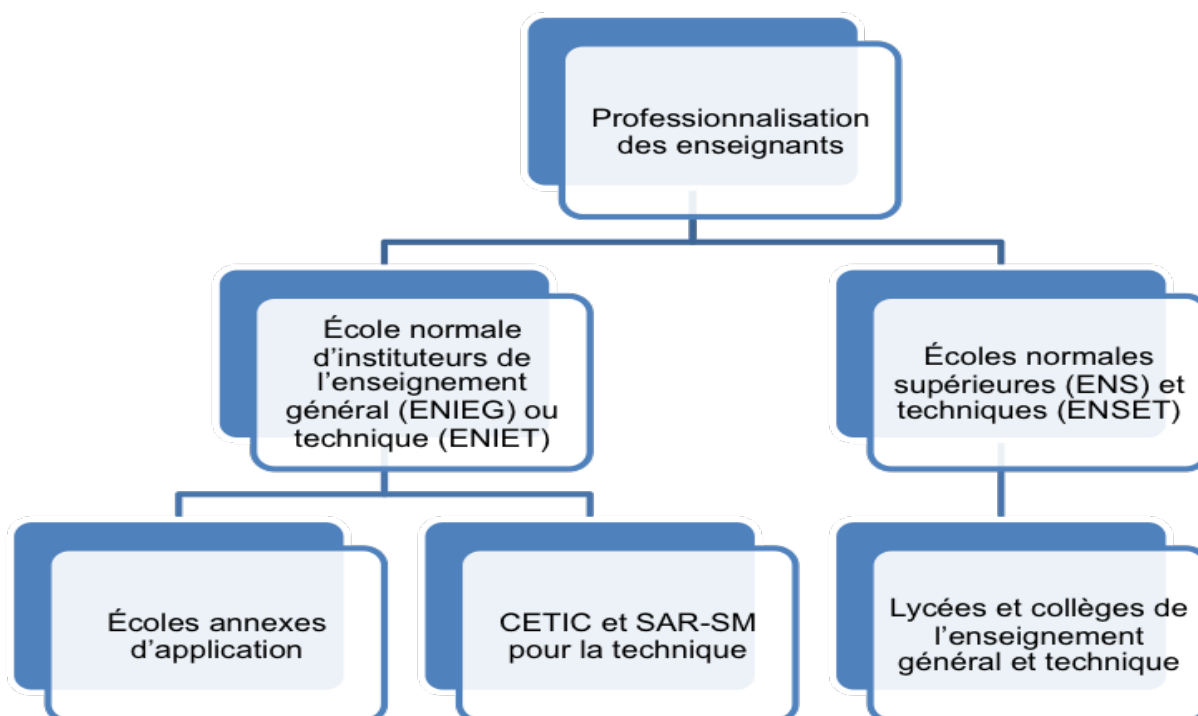 Professionnalisation
des enseignants
École normale
d’instituteurs de
l’enseignement
général (ENIEG) ou
technique (ENIET)
Écoles normales
supérieures (ENS) et
techniques (ENSET)
Écoles annexes
d’application
CETIC et SAR-SM
pour la technique
Lycées et collèges de
l’enseignement
général et technique